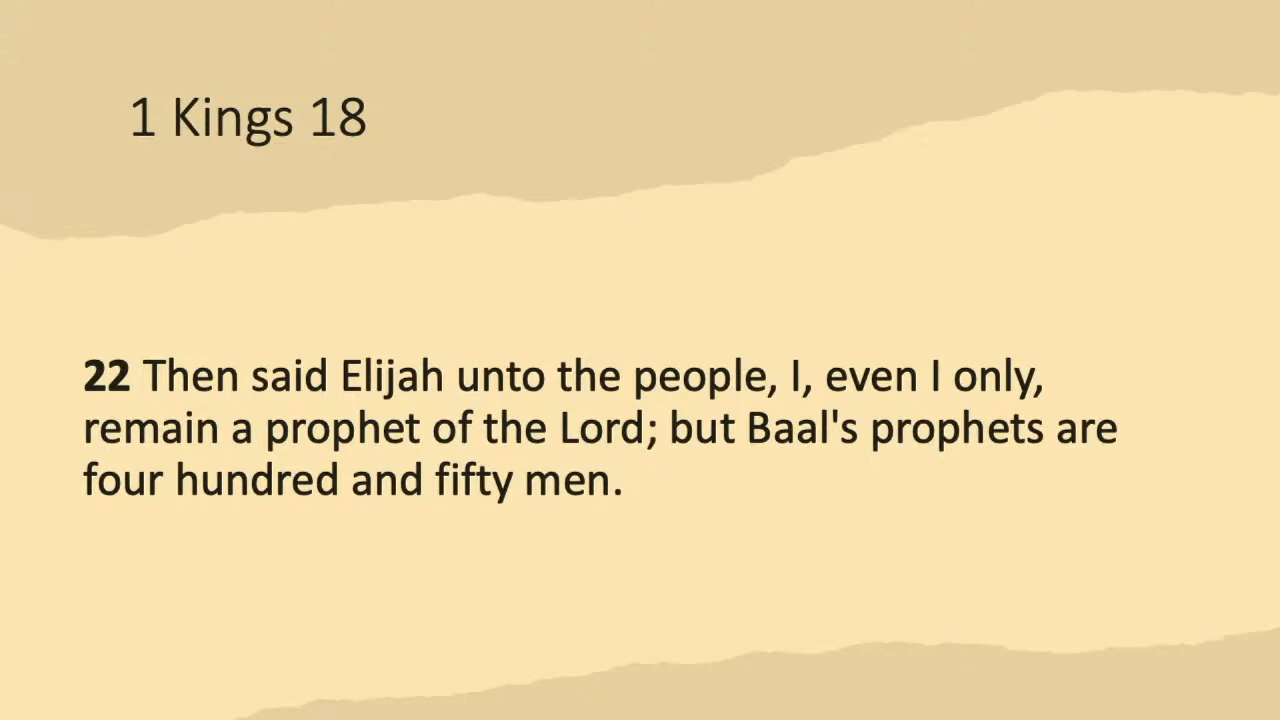 1 Kings 18
22 Then said Elijah unto the people, I, even I only,
remain a prophet of the Lord; but Baal's prophets are
four hundred and fifty men.